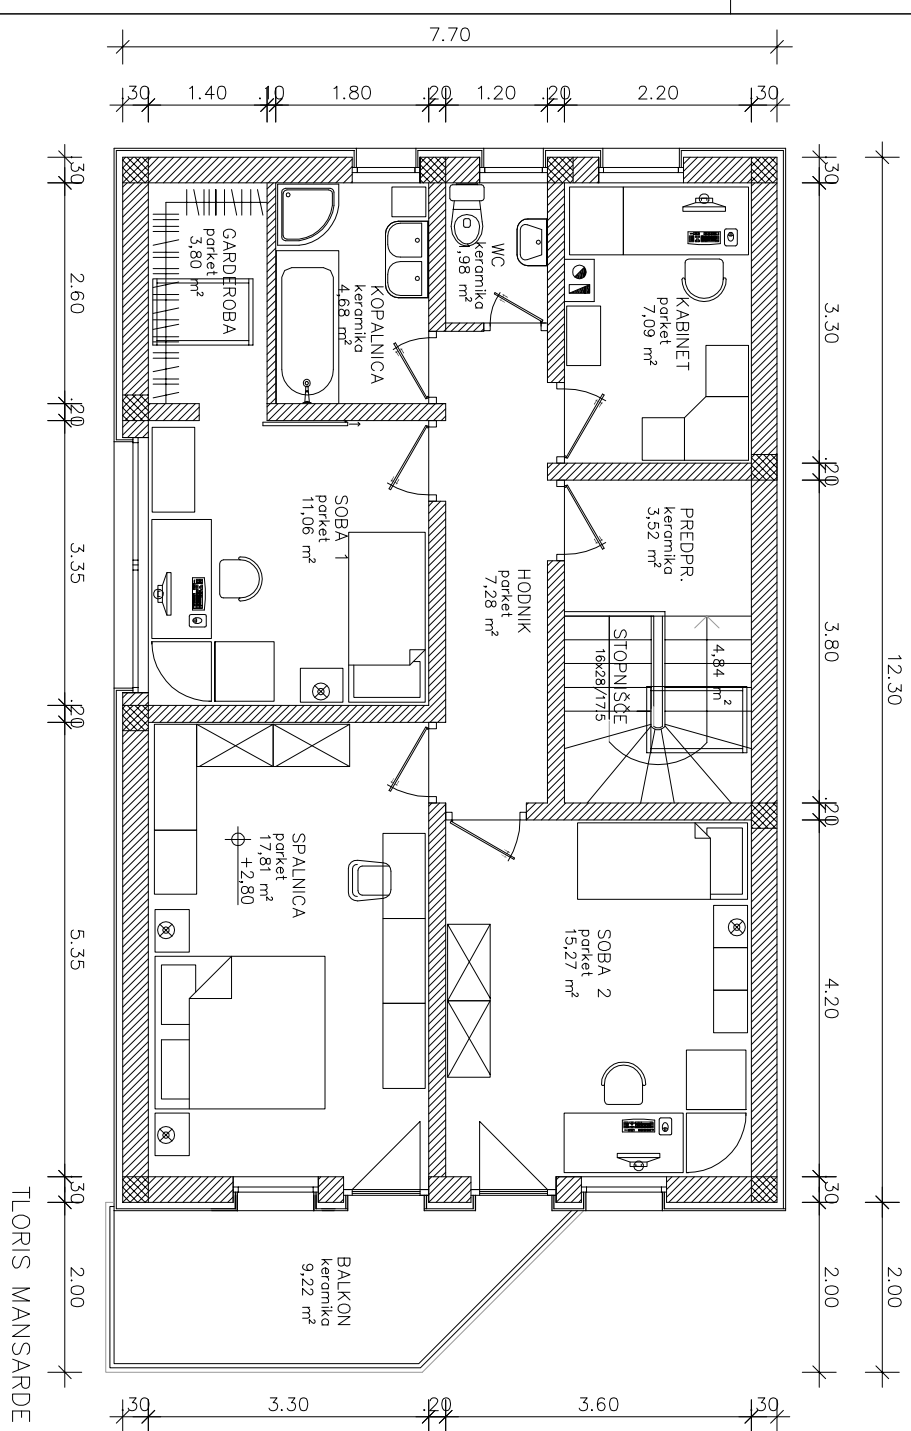 7.70
.30
1.40
.10
1.80
.20
1.20
.20
2.20
.30
.30
2.60
.20
3.35
.20
5.35
.30
2.00
GARDEROBA
parket
3,80 m²
KOPALNICA
keramika
4,68 m²
WC
keramika
1,98 m²
KABINET
parket
7,09 m²
SOBA 1
parket
11,06 m²
HODNIK
parket
7,28 m²
PREDPR.
keramika
3,52 m²
4,84 m²
STOPNIŠČE
16x28/17.5
SPALNICA
parket
17,81 m²
+2,80
SOBA 2
parket
15,27 m²
BALKON
keramika
9,22 m²
.30
3.30
.20
3.80
.20
4.20
.30
2.00
12.30
2.00
.30
3.30
.20
3.60
.30
TLORIS MANSARDE